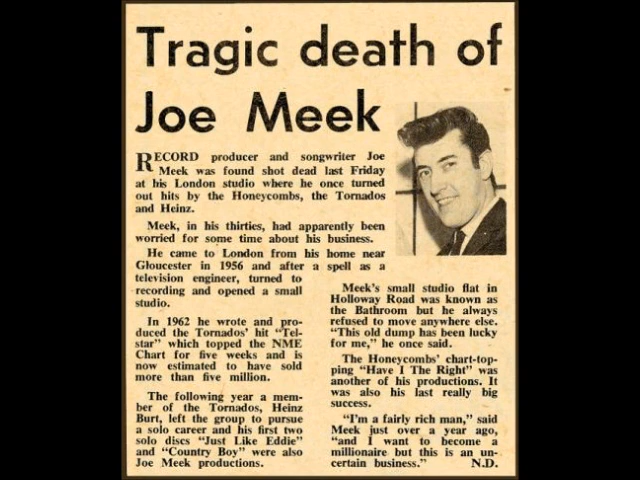 Tragic death of
Joe Meek
RECORD producer and songwriter Joe
Meek was found shot dead last Friday
at his London studio where he once turned
out hits by the Honeycombs, the Tornados
and Heinz.
Meek, in his thirties, had apparently been
worried for some time about his business.
He came to London from his home near
Gloucester in 1956 and after a spell as a
television engineer, turned to
recording and opened a small
studio.
In 1962 he wrote and pro-
duced the Tornados' hit "Tel-
star" which topped the NME
Chart for five weeks and is
now estimated to have sold
more than five million.
The following year a mem-
ber of the Tornados, Heinz
Burt, left the group to pursue
a solo career and his first two
solo discs "Just Like Eddie"
and "Country Boy" were also
Joe Meek productions.
Meek's small studio flat in
Holloway Road was known as
the Bathroom but he always
refused to move anywhere else.
"This old dump has been lucky
for me," he once said.
The Honeycombs' chart-top-
ping "Have I The Right" was
another of his productions. It
was also his last really big
success.
"I'm a fairly rich man," said
Meek just over a year ago,
"and I want to become a
millionaire but this is an un-
certain business." N.D.